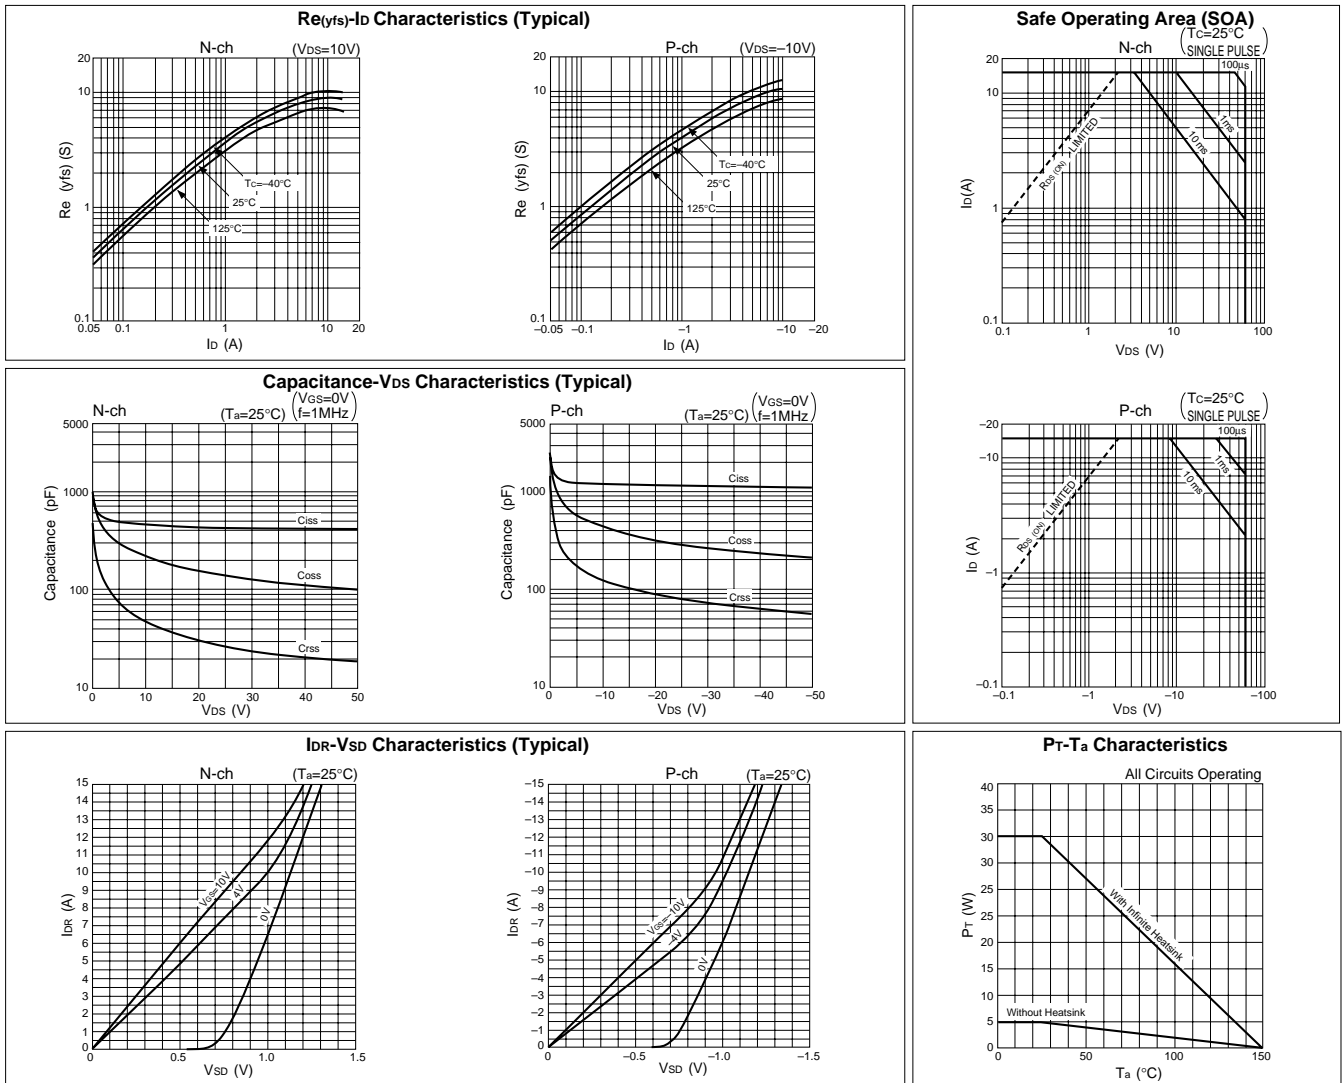 Re(yfs)-ID Characteristics (Typical)
N-ch
(VDS=10V)
20
10
1
0.1
Re (yfs) (S)
TC=–40°C
25°C
125°C
0.05 0.1 1 10 20
ID (A)
P-ch
(VDS=–10V)
20
10
1
0.1
Re (yfs) (S)
TC=–40°C
25°C
125°C
–0.05 –0.1 –1 –10 –20
ID (A)
Safe Operating Area (SOA)
N-ch
(TC=25°C
SINGLE PULSE)
20
10
1
0.1
ID(A)
RDS (ON) LIMITED
100µs
1ms
10ms
0.1 1 10 100
VDS (V)
P-ch
(TC=25°C
SINGLE PULSE)
–20
–10
–1
–0.1
ID (A)
RDS (ON) LIMITED
100µs
1ms
10ms
–0.1 –1 –10 –100
VDS (V)
Capacitance-VDS Characteristics (Typical)
N-ch
(Ta=25°C)
(VGS=0V
f=1MHz)
5000
1000
100
10
Capacitance (pF)
Ciss
Coss
Crss
0 10 20 30 40 50
VDS (V)
P-ch
(Ta=25°C)
(VGS=0V
f=1MHz)
5000
1000
100
10
Capacitance (pF)
Ciss
Coss
Crss
0 –10 –20 –30 –40 –50
VDS (V)
IDR-VSD Characteristics (Typical)
N-ch
(Ta=25°C)
15
14
13
12
11
10
9
8
7
6
5
4
3
2
1
0
IDR (A)
VGS=10V
4V
0V
0 0.5 1.0 1.5
VSD (V)
P-ch
(Ta=25°C)
–15
–14
–13
–12
–11
–10
–9
–8
–7
–6
–5
–4
–3
–2
–1
0
IDR (A)
VGS=–10V
–4V
0V
–0.5 –1.0 –1.5
VSD (V)
PT-Ta Characteristics
All Circuits Operating
40
35
30
30
25
20
15
10
5
0
PT (W)
With Infinite Heatsink
Without Heatsink
0 50 100 150
Ta (°C)